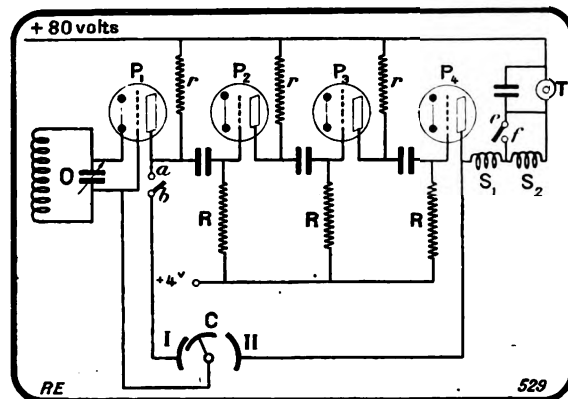 + 80 volts
P1 r P2 r P3 r P4 T
O a b e f S1 S2
R R R
+4v
I C II
RE 529